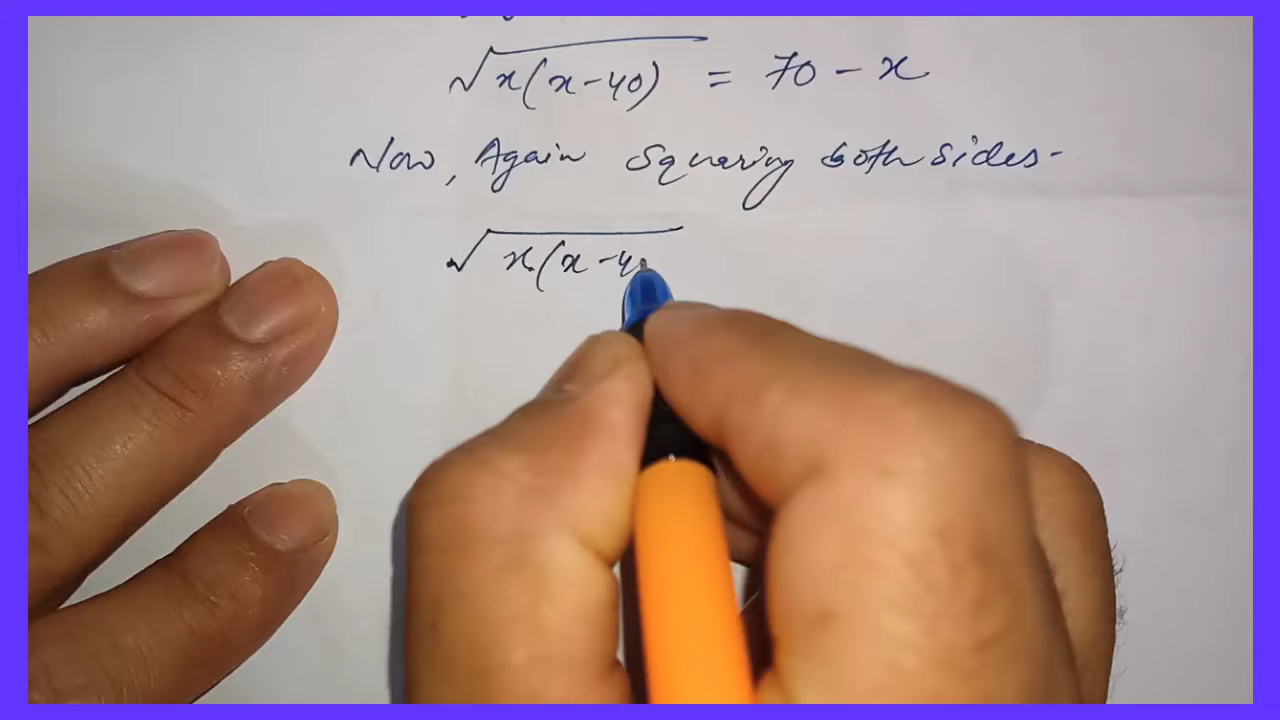 √x(x-40) = 70 - x
Now, Again Squaring both sides-
√x(x-4